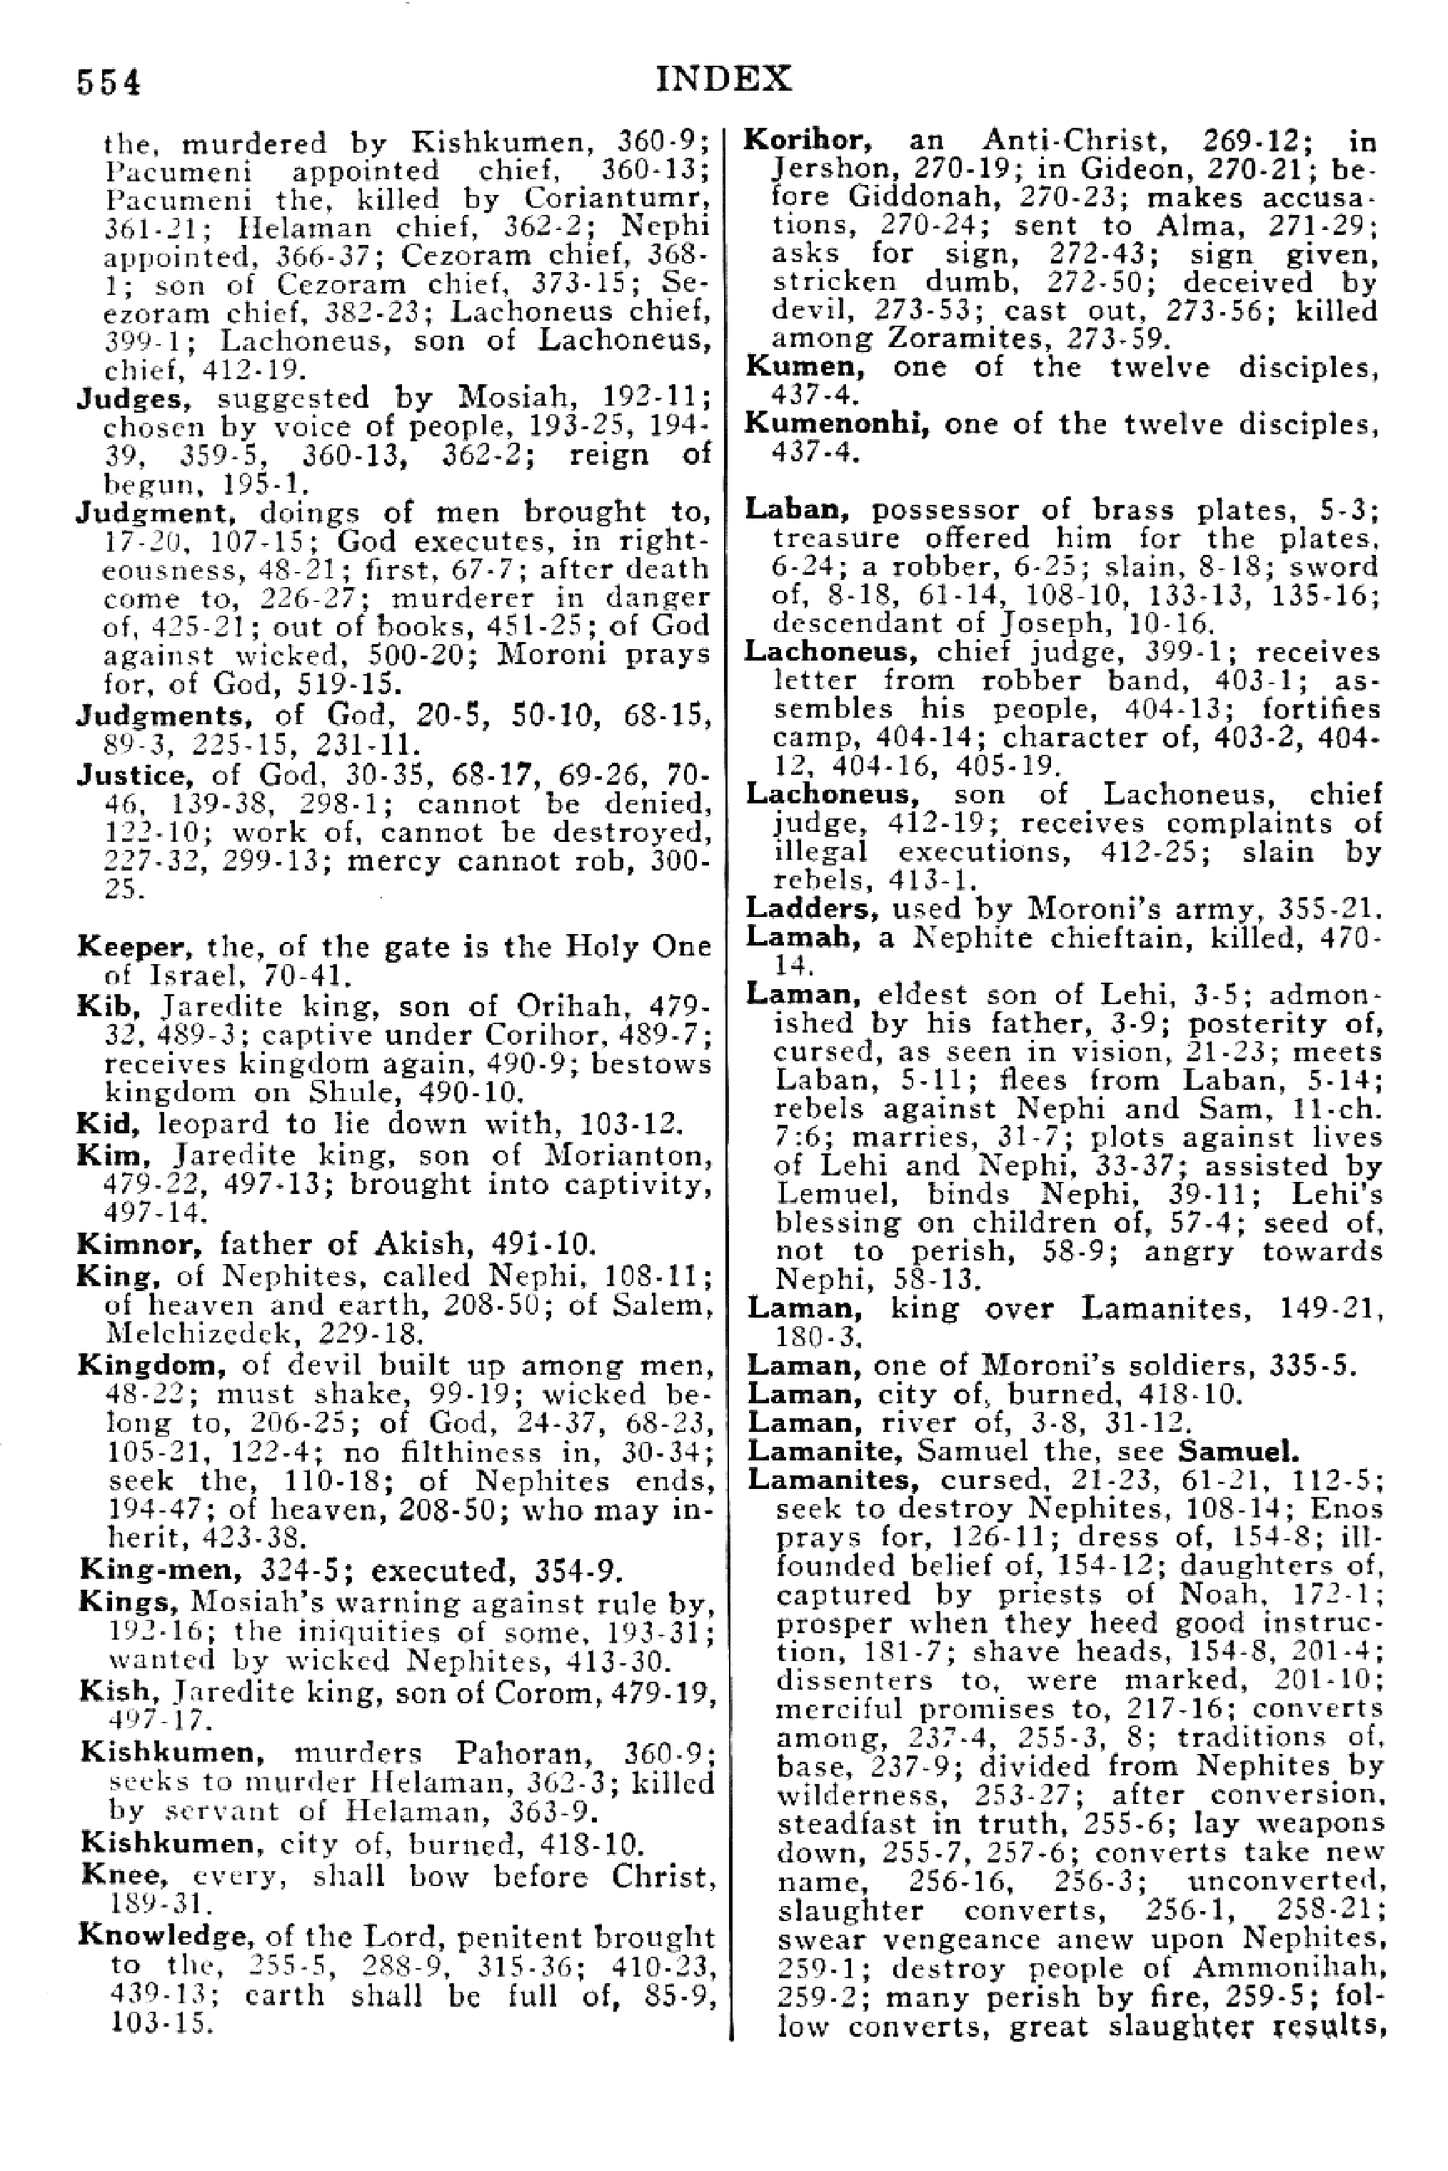 554
INDEX
the, murdered by Kishkumen, 360-9;
Pacumeni appointed chief, 360-13;
Pacumeni the, killed by Coriantumr,
361-21; Helaman chief, 362-2; Nephi
appointed, 366-37; Cezoram chief, 368-
1; son of Cezoram chief, 373-15; Se-
ezoram chief, 382-23; Lachoneus chief,
399-1; Lachoneus, son of Lachoneus,
chief, 412-19.
Judges, suggested by Mosiah, 192-11;
chosen by voice of people, 193-25, 194-
39, 359-5, 360-13, 362-2; reign of
begun, 195-1.
Judgment, doings of men brought to,
17-20, 107-15; God executes, in right-
eousness, 48-21; first, 67-7; after death
come to, 226-27; murderer in danger
of, 425-21; out of books, 451-25; of God
against wicked, 500-20; Moroni prays
for, of God, 519-15.
Judgments, of God, 20-5, 50-10, 68-15,
89-3, 225-15, 231-11.
Justice, of God, 30-35, 68-17, 69-26, 70-
46, 139-38, 298-1; cannot be denied,
122-10; work of, cannot be destroyed,
227-32, 299-13; mercy cannot rob, 300-
25.
Keeper, the, of the gate is the Holy One
of Israel, 70-41.
Kib, Jaredite king, son of Orihah, 479-
32, 489-3; captive under Corihor, 489-7;
receives kingdom again, 490-9; bestows
kingdom on Shule, 490-10.
Kid, leopard to lie down with, 103-12.
Kim, Jaredite king, son of Morianton,
479-22, 497-13; brought into captivity,
497-14.
Kimnor, father of Akish, 491-10.
King, of Nephites, called Nephi, 108-11;
of heaven and earth, 208-50; of Salem,
Melchizedek, 229-18.
Kingdom, of devil built up among men,
48-22; must shake, 99-19; wicked be-
long to, 206-25; of God, 24-37, 68-23,
105-21, 122-4; no filthiness in, 30-34;
seek the, 110-18; of Nephites ends,
194-47; of heaven, 208-50; who may in-
herit, 423-38.
King-men, 324-5; executed, 354-9.
Kings, Mosiah's warning against rule by,
192-16; the iniquities of some, 193-31;
wanted by wicked Nephites, 413-30.
Kish, Jaredite king, son of Corom, 479-19,
497-17.
Kishkumen, murders Pahoran, 360-9;
seeks to murder Helaman, 362-3; killed
by servant of Helaman, 363-9.
Kishkumen, city of, burned, 418-10.
Knee, every, shall bow before Christ,
189-31.
Knowledge, of the Lord, penitent brought
to the, 255-5, 288-9, 315-36; 410-23,
439-13; earth shall be full of, 85-9,
103-15.
Korihor, an Anti-Christ, 269-12; in
Jershon, 270-19; in Gideon, 270-21; be-
fore Giddonah, 270-23; makes accusa-
tions, 270-24; sent to Alma, 271-29;
asks for sign, 272-43; sign given,
stricken dumb, 272-50; deceived by
devil, 273-53; cast out, 273-56; killed
among Zoramites, 273-59.
Kumen, one of the twelve disciples,
437-4.
Kumenonhi, one of the twelve disciples,
437-4.
Laban, possessor of brass plates, 5-3;
treasure offered him for the plates,
6-24; a robber, 6-25; slain, 8-18; sword
of, 8-18, 61-14, 108-10, 133-13, 135-16;
descendant of Joseph, 10-16.
Lachoneus, chief judge, 399-1; receives
letter from robber band, 403-1; as-
sembles his people, 404-13; fortifies
camp, 404-14; character of, 403-2, 404-
12, 404-16, 405-19.
Lachoneus, son of Lachoneus, chief
judge, 412-19; receives complaints of
illegal executions, 412-25; slain by
rebels, 413-1.
Ladders, used by Moroni's army, 355-21.
Lamah, a Nephite chieftain, killed, 470-
14.
Laman, eldest son of Lehi, 3-5; admon-
ished by his father, 3-9; posterity of,
cursed, as seen in vision, 21-23; meets
Laban, 5-11; flees from Laban, 5-14;
rebels against Nephi and Sam, 11-ch.
7:6; marries, 31-7; plots against lives
of Lehi and Nephi, 33-37; assisted by
Lemuel, binds Nephi, 39-11; Lehi's
blessing on children of, 57-4; seed of,
not to perish, 58-9; angry towards
Nephi, 58-13.
Laman, king over Lamanites, 149-21,
180-3.
Laman, one of Moroni's soldiers, 335-5.
Laman, city of, burned, 418-10.
Laman, river of, 3-8, 31-12.
Lamanite, Samuel the, see Samuel.
Lamanites, cursed, 21-23, 61-21, 112-5;
seek to destroy Nephites, 108-14; Enos
prays for, 126-11; dress of, 154-8; ill-
founded belief of, 154-12; daughters of,
captured by priests of Noah, 172-1;
prosper when they heed good instruc-
tion, 181-7; shave heads, 154-8, 201-4;
dissenters to, were marked, 201-10;
merciful promises to, 217-16; converts
among, 237-4, 255-3, 8; traditions of,
base, 237-9; divided from Nephites by
wilderness, 253-27; after conversion,
steadfast in truth, 255-6; lay weapons
down, 255-7, 257-6; converts take new
name, 256-16, 256-3; unconverted,
slaughter converts, 256-1, 258-21;
swear vengeance anew upon Nephites,
259-1; destroy people of Ammonihah,
259-2; many perish by fire, 259-5; fol-
low converts, great slaughter results,